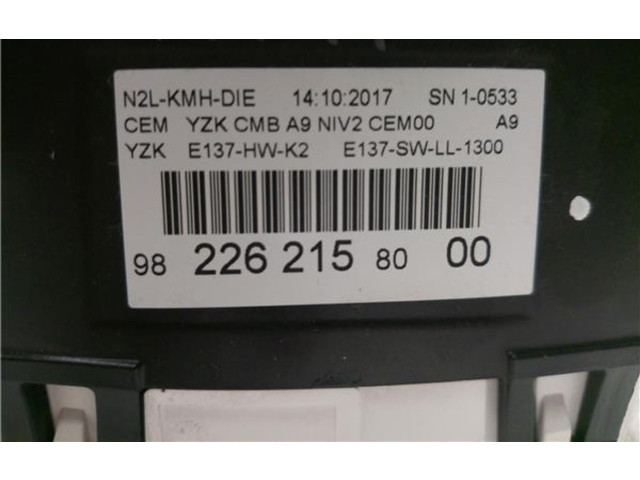 N2L-KMH-DIE 14:10:2017 SN 1-0533
CEM YZK CMB A9 NIV2 CEM00 A9
YZK E137-HW-K2 E137-SW-LL-1300
98 226 215 80 00